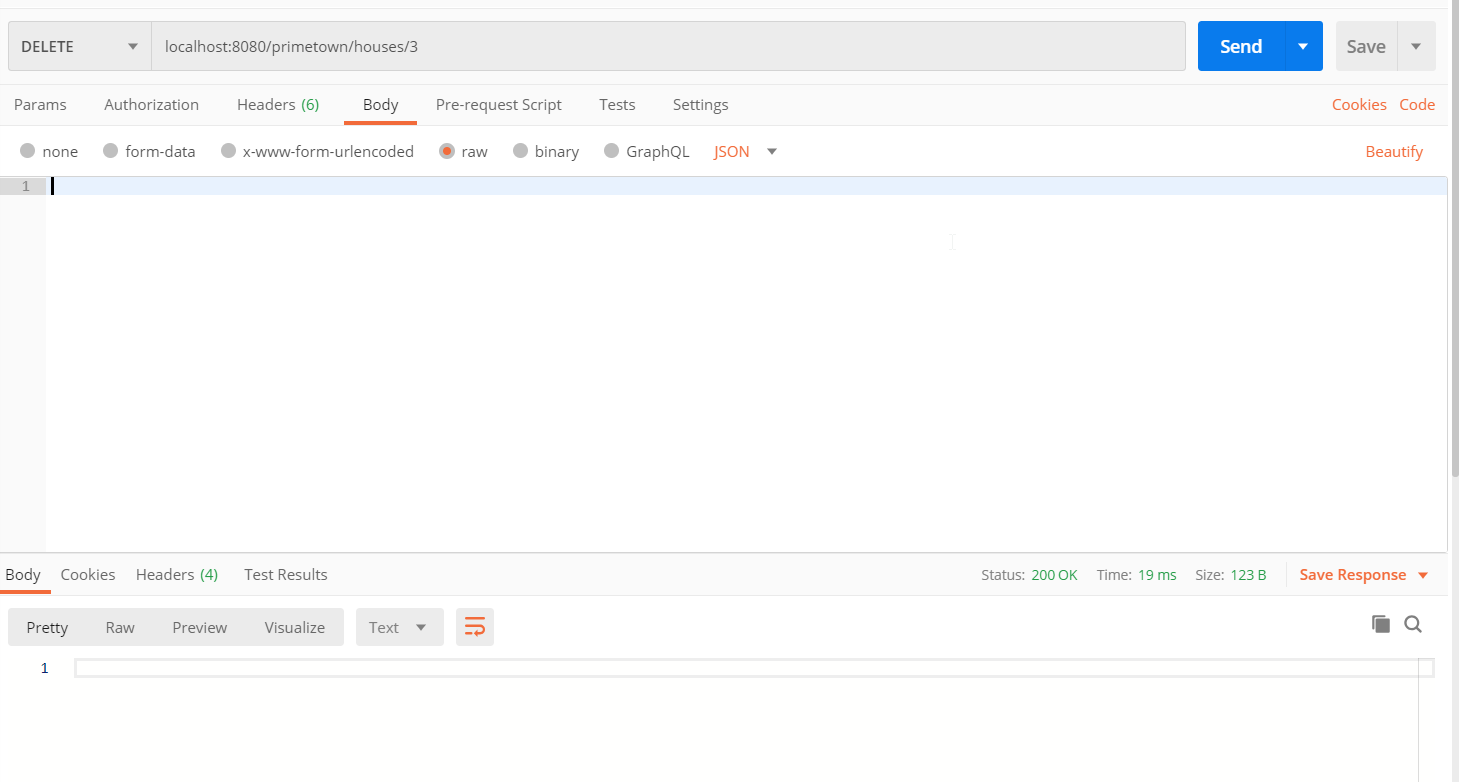 DELETE localhost:8080/primetown/houses/3 Send Save
Params Authorization Headers (6) Body Pre-request Script Tests Settings Cookies Code
none form-data x-www-form-urlencoded raw binary GraphQL JSON Beautify
1
Body Cookies Headers (4) Test Results Status: 200 OK Time: 19 ms Size: 123 B Save Response
Pretty Raw Preview Visualize Text
1